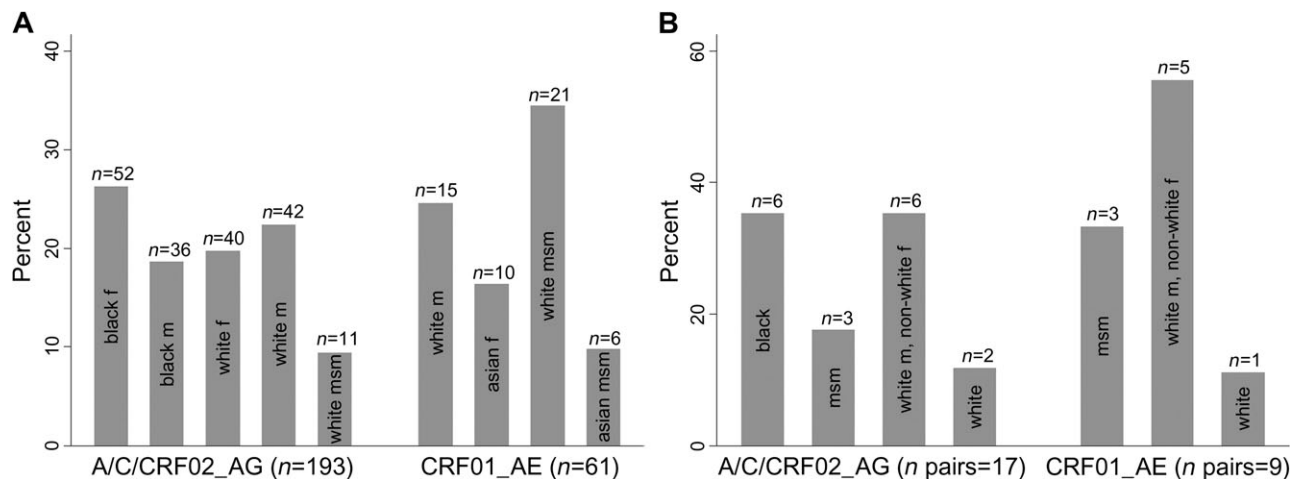 A
Percent
40
30
20
10
0
n=52
black f
n=36
black m
n=40
white f
n=42
white m
n=11
white msm
n=15
white m
n=10
asian f
n=21
white msm
n=6
asian msm
A/C/CRF02_AG (n=193)
CRF01_AE (n=61)
B
Percent
60
40
20
0
n=6
black
n=3
msm
n=6
white m, non-white f
n=2
white
n=3
msm
n=5
white m, non-white f
n=1
white
A/C/CRF02_AG (n pairs=17)
CRF01_AE (n pairs=9)